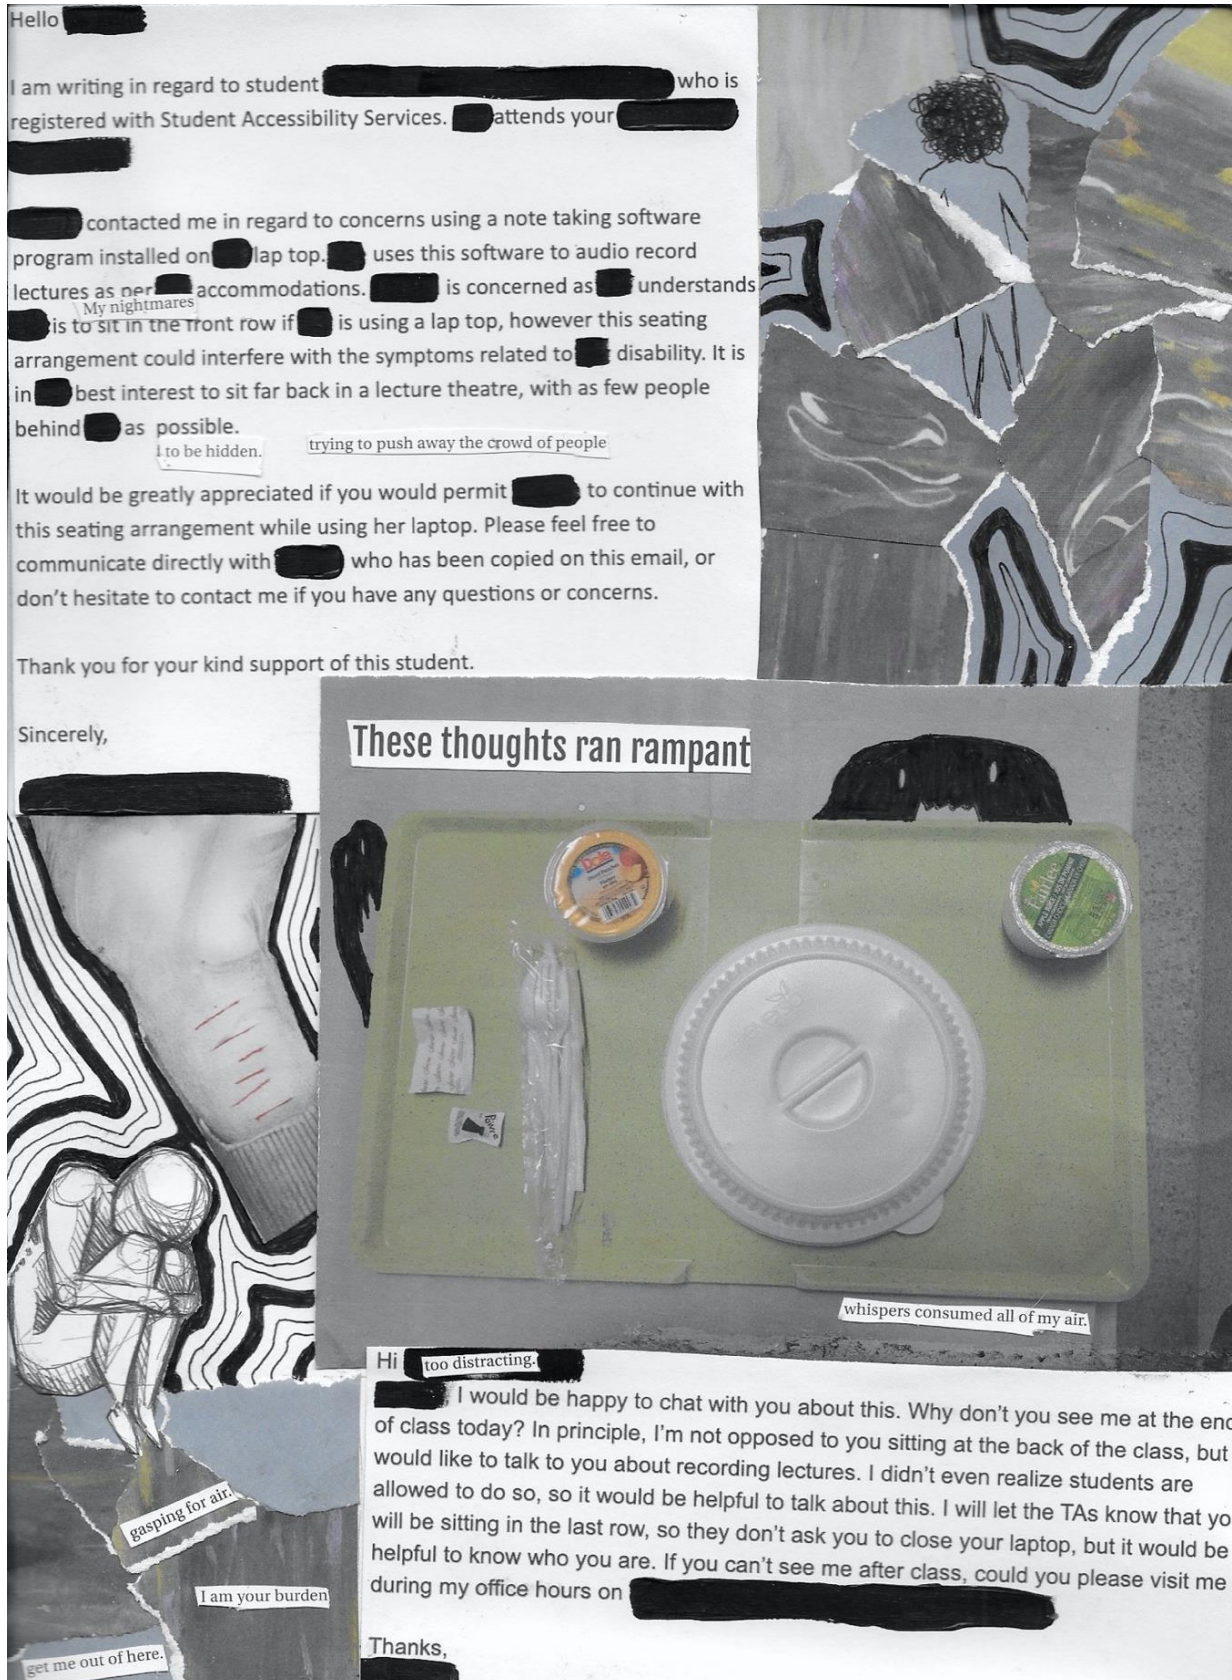 Hello
I am writing in regard to student who is
registered with Student Accessibility Services. attends your
contacted me in regard to concerns using a note taking software
program installed on lap top. uses this software to audio record
lectures as per accommodations. is concerned as understands
My nightmares
is to sit in the front row if is using a lap top, however this seating
arrangement could interfere with the symptoms related to disability. It is
in best interest to sit far back in a lecture theatre, with as few people
behind as possible.
I to be hidden.
trying to push away the crowd of people
It would be greatly appreciated if you would permit to continue with
this seating arrangement while using her laptop. Please feel free to
communicate directly with who has been copied on this email, or
don't hesitate to contact me if you have any questions or concerns.
Thank you for your kind support of this student.
Sincerely,
These thoughts ran rampant
Dole
whispers consumed all of my air.
Hi
too distracting.
I would be happy to chat with you about this. Why don't you see me at the end
of class today? In principle, I'm not opposed to you sitting at the back of the class, but
would like to talk to you about recording lectures. I didn't even realize students are
allowed to do so, so it would be helpful to talk about this. I will let the TAs know that yo
will be sitting in the last row, so they don't ask you to close your laptop, but it would be
helpful to know who you are. If you can't see me after class, could you please visit me
during my office hours on
Thanks,
gasping for air.
I am your burden
get me out of here.